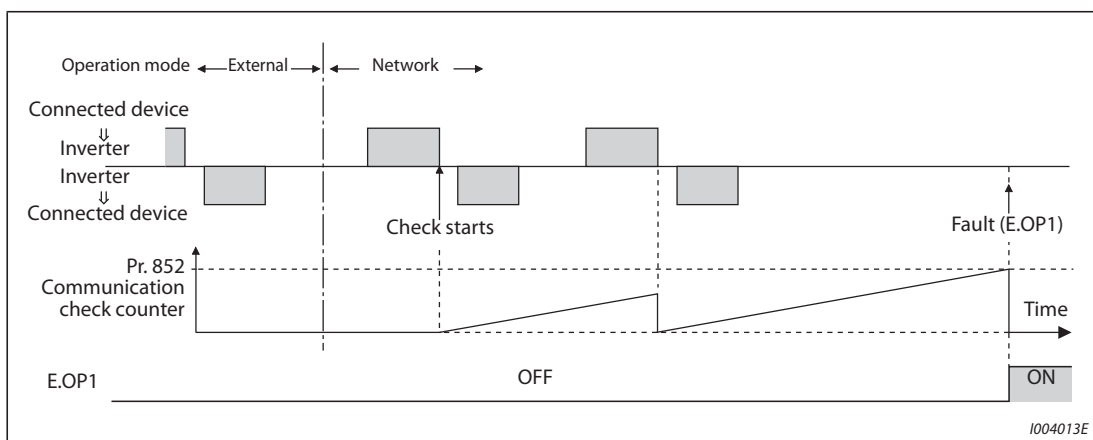 Operation mode External Network
Connected device
⇓
Inverter
Inverter
⇓
Connected device
Check starts
Fault (E.OP1)
Pr. 852
Communication
check counter
Time
E.OP1 OFF ON
I004013E